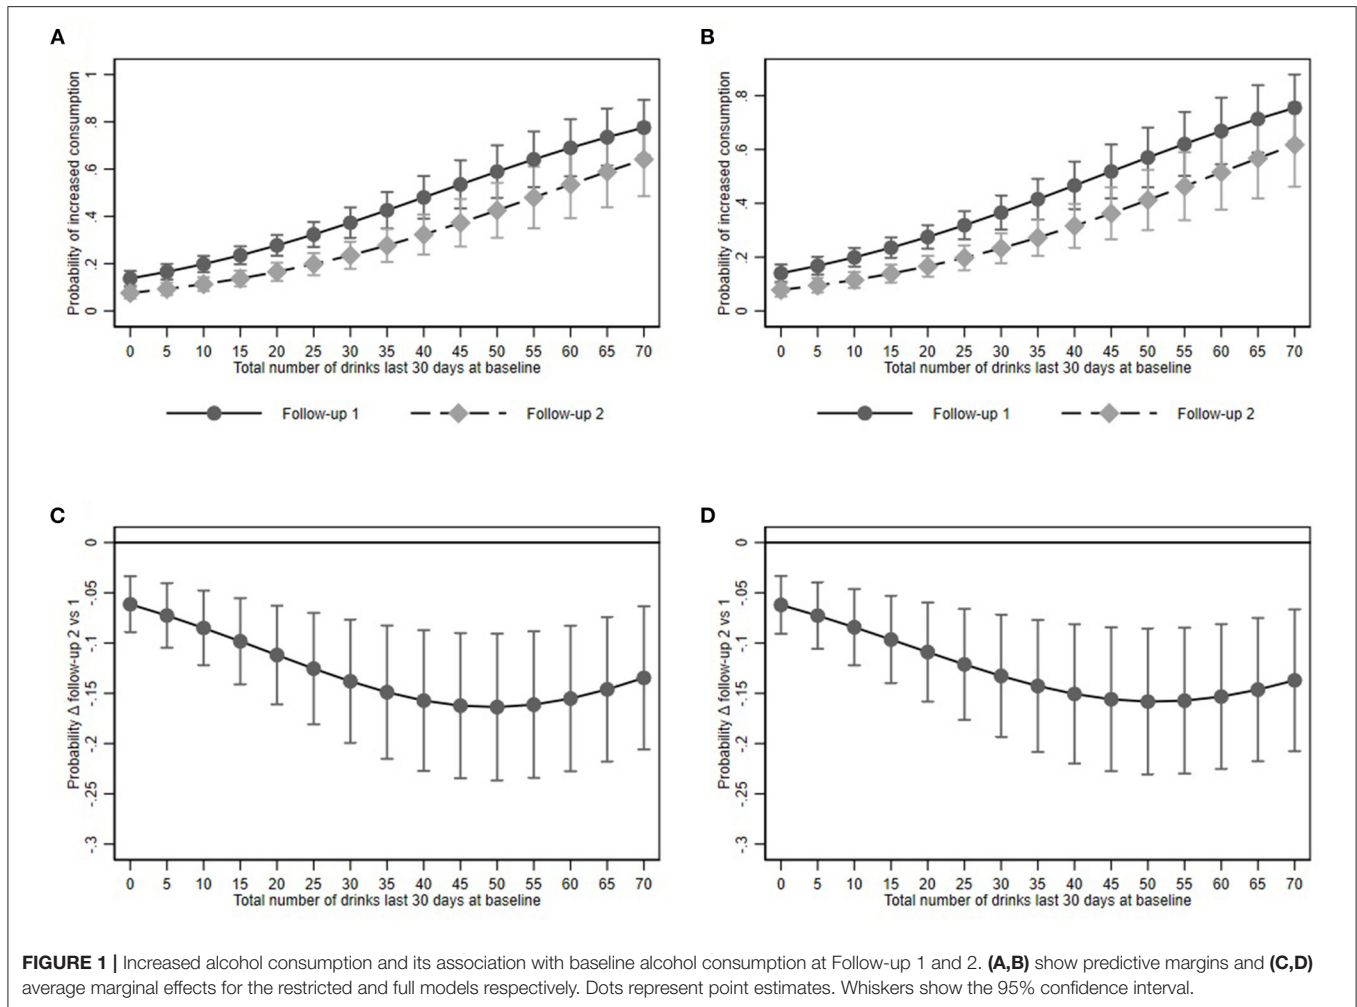 A
Probability of increased consumption
1
.8
.6
.4
.2
0
0 5 10 15 20 25 30 35 40 45 50 55 60 65 70
Total number of drinks last 30 days at baseline
Follow-up 1 Follow-up 2
B
Probability of increased consumption
.8
.6
.4
.2
0
0 5 10 15 20 25 30 35 40 45 50 55 60 65 70
Total number of drinks last 30 days at baseline
Follow-up 1 Follow-up 2
C
Probability Δ follow-up 2 vs 1
0
-.05
-.1
-.15
-.2
-.25
-.3
0 5 10 15 20 25 30 35 40 45 50 55 60 65 70
Total number of drinks last 30 days at baseline
D
Probability Δ follow-up 2 vs 1
0
-.05
-.1
-.15
-.2
-.25
-.3
0 5 10 15 20 25 30 35 40 45 50 55 60 65 70
Total number of drinks last 30 days at baseline
FIGURE 1 | Increased alcohol consumption and its association with baseline alcohol consumption at Follow-up 1 and 2. (A,B) show predictive margins and (C,D)
average marginal effects for the restricted and full models respectively. Dots represent point estimates. Whiskers show the 95% confidence interval.